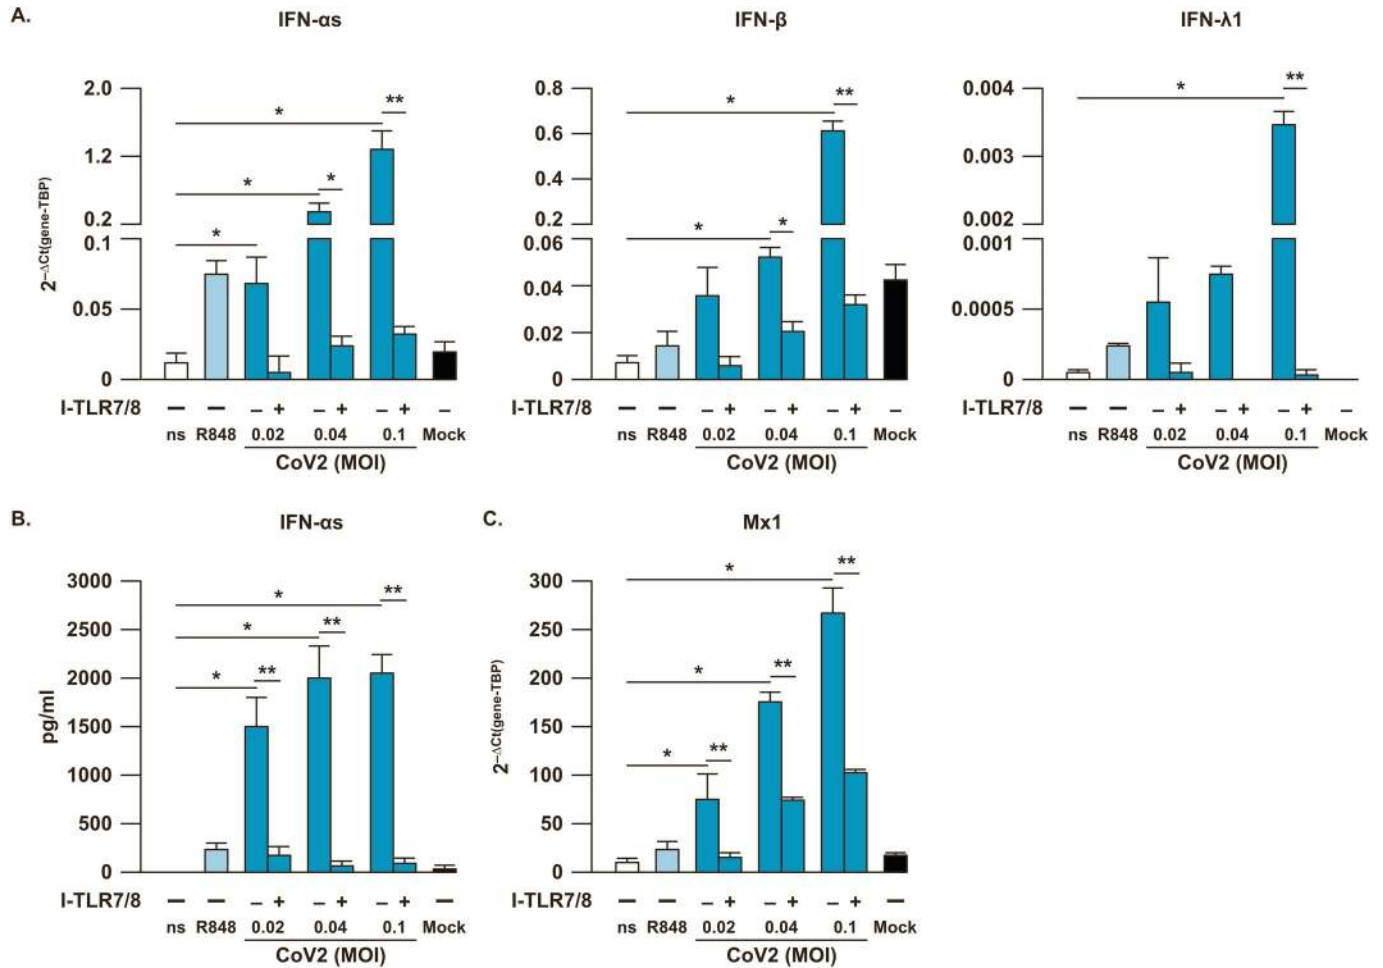 A.
IFN-αs
IFN-β
IFN-λ1
2−ΔCt(gene-TBP)
2.0
1.2
0.2
0.1
0.05
0
*
*
*
*
**
I-TLR7/8 – – – + – + – + –
ns R848 0.02 0.04 0.1 Mock
CoV2 (MOI)
0.8
0.6
0.4
0.2
0.06
0.04
0.02
0
*
*
*
**
I-TLR7/8 – – – + – + – + –
ns R848 0.02 0.04 0.1 Mock
CoV2 (MOI)
0.004
0.003
0.002
0.001
0.0005
0
*
**
I-TLR7/8 – – – + – + – + –
ns R848 0.02 0.04 0.1 Mock
CoV2 (MOI)
B.
IFN-αs
pg/ml
3000
2500
2000
1500
1000
500
0
*
**
*
**
*
**
I-TLR7/8 – – – + – + – + –
ns R848 0.02 0.04 0.1 Mock
CoV2 (MOI)
C.
Mx1
2−ΔCt(gene-TBP)
300
250
200
150
100
50
0
*
**
*
**
*
**
I-TLR7/8 – – – + – + – + –
ns R848 0.02 0.04 0.1 Mock
CoV2 (MOI)